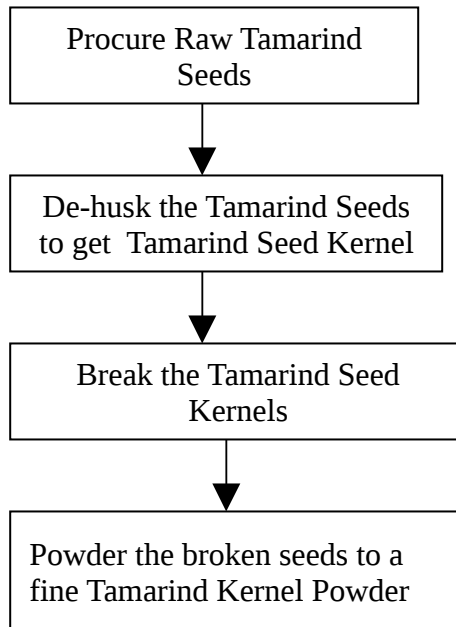 Procure Raw Tamarind
Seeds
De-husk the Tamarind Seeds
to get  Tamarind Seed Kernel
Break the Tamarind Seed
Kernels
Powder the broken seeds to a
fine Tamarind Kernel Powder